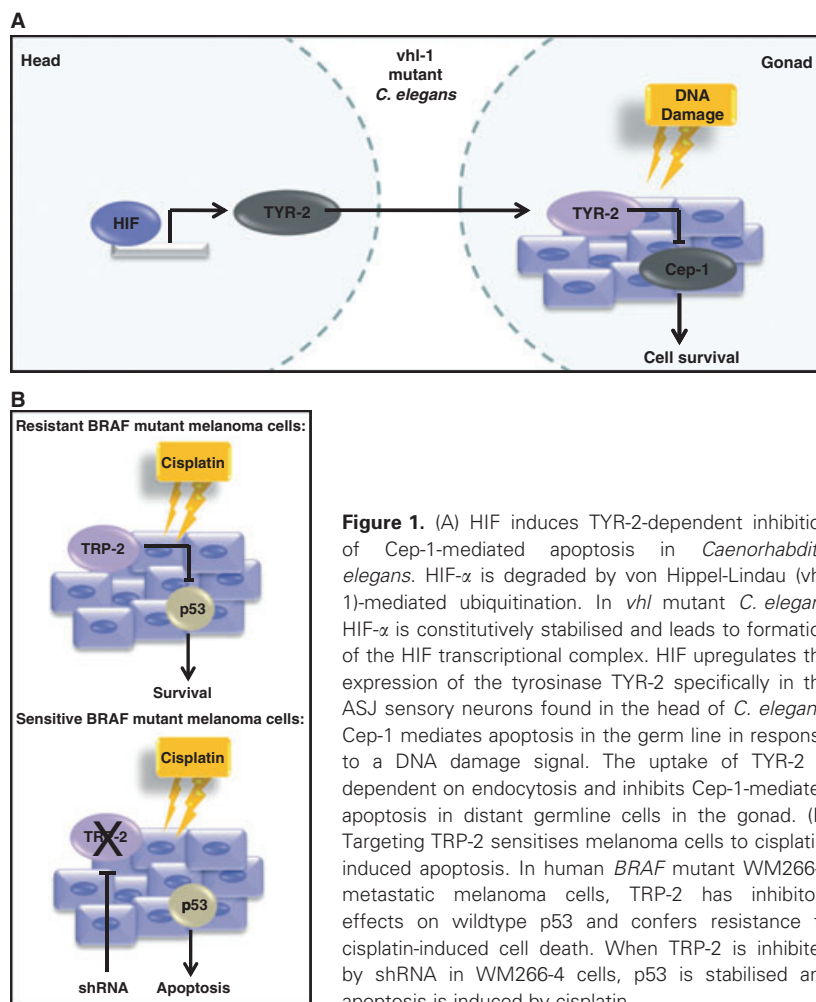 A
Head
vhl-1
mutant
C. elegans
Gonad
DNA
Damage
HIF
TYR-2
TYR-2
Cep-1
Cell survival
B
Resistant BRAF mutant melanoma cells:
Cisplatin
TRP-2
p53
Survival
Sensitive BRAF mutant melanoma cells:
Cisplatin
TRP-2
p53
shRNA Apoptosis
Figure 1. (A) HIF induces TYR-2-dependent inhibitio
of Cep-1-mediated apoptosis in Caenorhabdit
elegans. HIF-α is degraded by von Hippel-Lindau (vh
1)-mediated ubiquitination. In vhl mutant C. elegan
HIF-α is constitutively stabilised and leads to formatio
of the HIF transcriptional complex. HIF upregulates th
expression of the tyrosinase TYR-2 specifically in th
ASJ sensory neurons found in the head of C. elegan
Cep-1 mediates apoptosis in the germ line in respons
to a DNA damage signal. The uptake of TYR-2
dependent on endocytosis and inhibits Cep-1-mediate
apoptosis in distant germline cells in the gonad. (
Targeting TRP-2 sensitises melanoma cells to cisplati
induced apoptosis. In human BRAF mutant WM266-
metastatic melanoma cells, TRP-2 has inhibito
effects on wildtype p53 and confers resistance t
cisplatin-induced cell death. When TRP-2 is inhibite
by shRNA in WM266-4 cells, p53 is stabilised an
apoptosis is induced by cisplatin